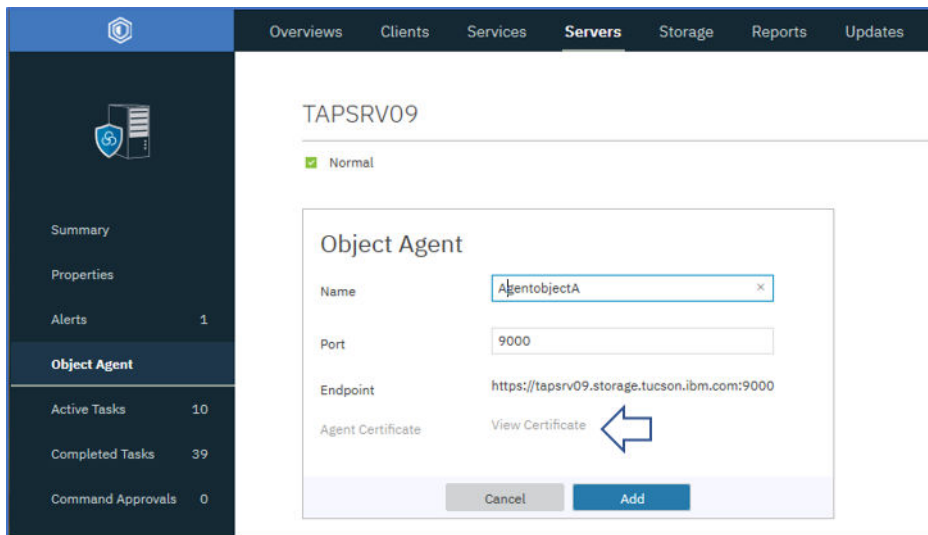 Overviews Clients Services Servers Storage Reports Updates
TAPSRV09
Normal
Summary
Properties
Alerts 1
Object Agent
Active Tasks 10
Completed Tasks 39
Command Approvals 0
Object Agent
Name AgentobjectA ×
Port 9000
Endpoint https://tapsrv09.storage.tucson.ibm.com:9000
Agent Certificate View Certificate
Cancel Add